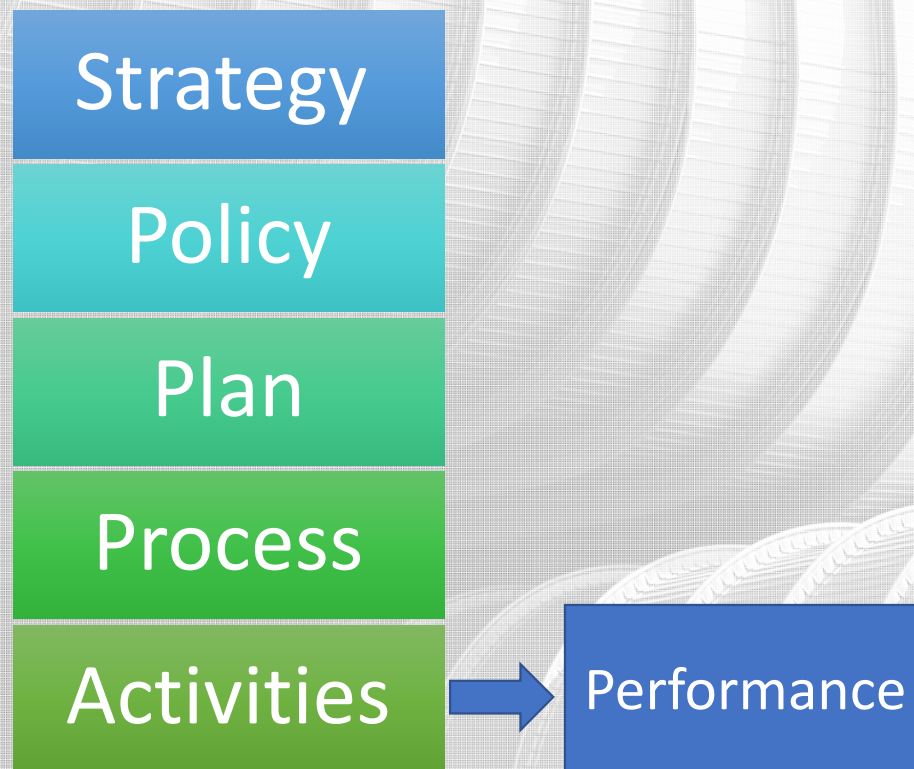 Strategy
Policy
Plan
Process
Activities
Performance